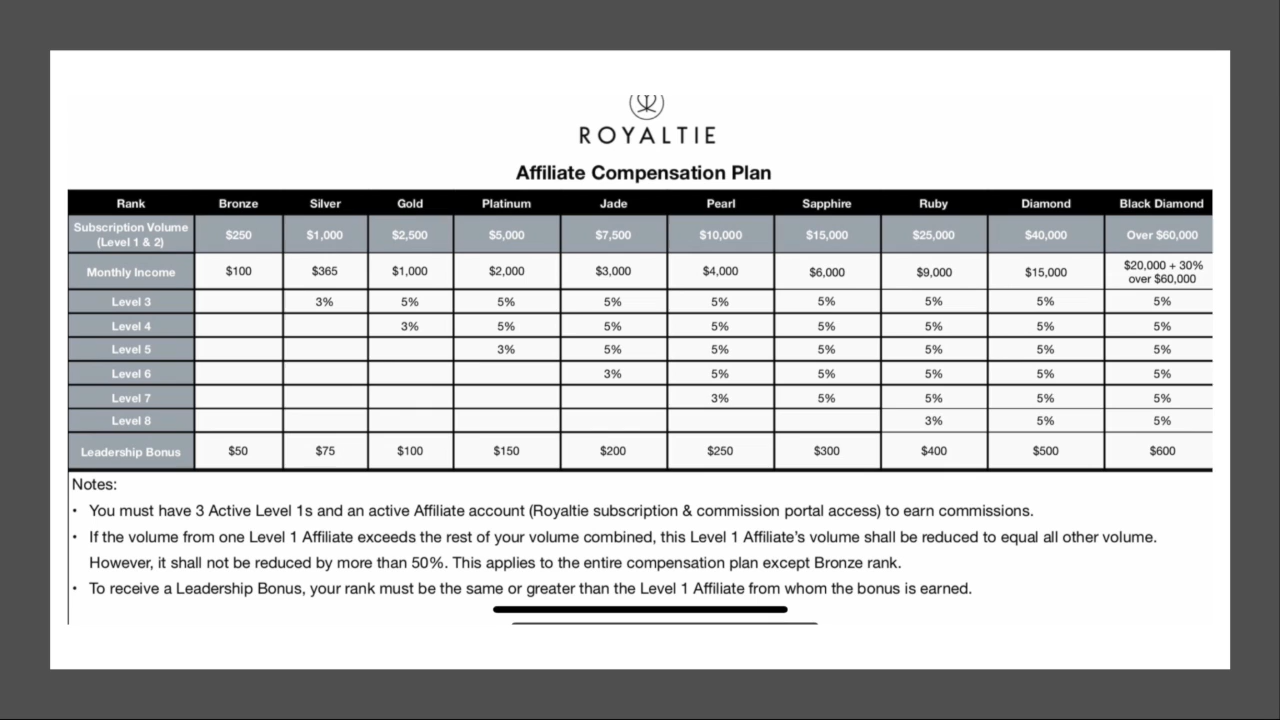 ROYALTIE
Affiliate Compensation Plan
Rank Bronze Silver Gold Platinum Jade Pearl Sapphire Ruby Diamond Black Diamond
Subscription Volume
(Level 1 & 2) $250 $1,000 $2,500 $5,000 $7,500 $10,000 $15,000 $25,000 $40,000 Over $60,000
Monthly Income $100 $365 $1,000 $2,000 $3,000 $4,000 $6,000 $9,000 $15,000 $20,000 + 30%
over $60,000
Level 3 3% 5% 5% 5% 5% 5% 5% 5% 5%
Level 4 3% 5% 5% 5% 5% 5% 5% 5%
Level 5 3% 5% 5% 5% 5% 5% 5%
Level 6 3% 5% 5% 5% 5% 5%
Level 7 3% 5% 5% 5% 5%
Level 8 3% 5% 5%
Leadership Bonus $50 $75 $100 $150 $200 $250 $300 $400 $500 $600
Notes:
• You must have 3 Active Level 1s and an active Affiliate account (Royaltie subscription & commission portal access) to earn commissions.
• If the volume from one Level 1 Affiliate exceeds the rest of your volume combined, this Level 1 Affiliate's volume shall be reduced to equal all other volume.
However, it shall not be reduced by more than 50%. This applies to the entire compensation plan except Bronze rank.
• To receive a Leadership Bonus, your rank must be the same or greater than the Level 1 Affiliate from whom the bonus is earned.